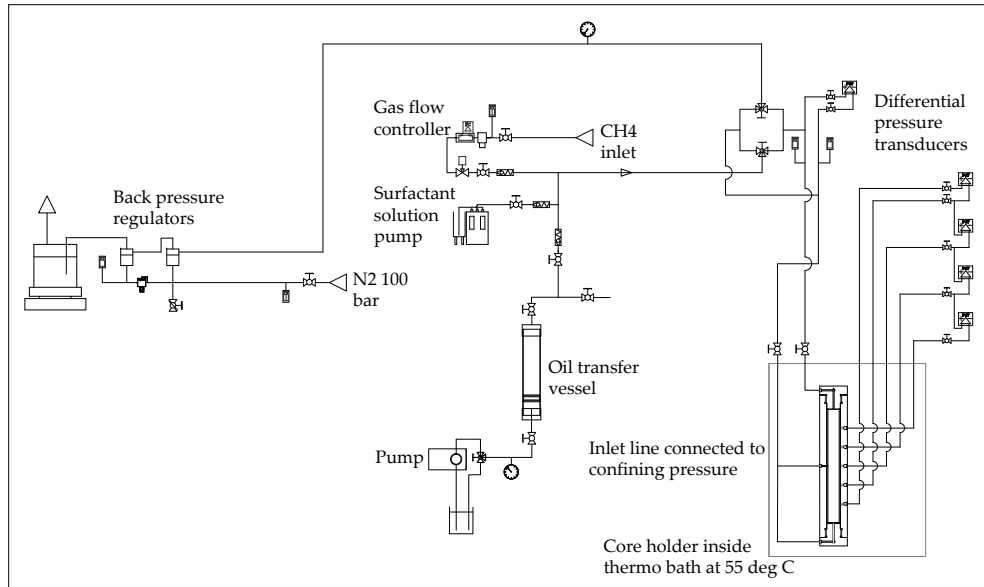 Gas flow
controller
CH4
inlet
Differential
pressure
transducers
Surfactant
solution
pump
Back pressure
regulators
N2 100
bar
Oil transfer
vessel
Pump
Inlet line connected to
confining pressure
Core holder inside
thermo bath at 55 deg C